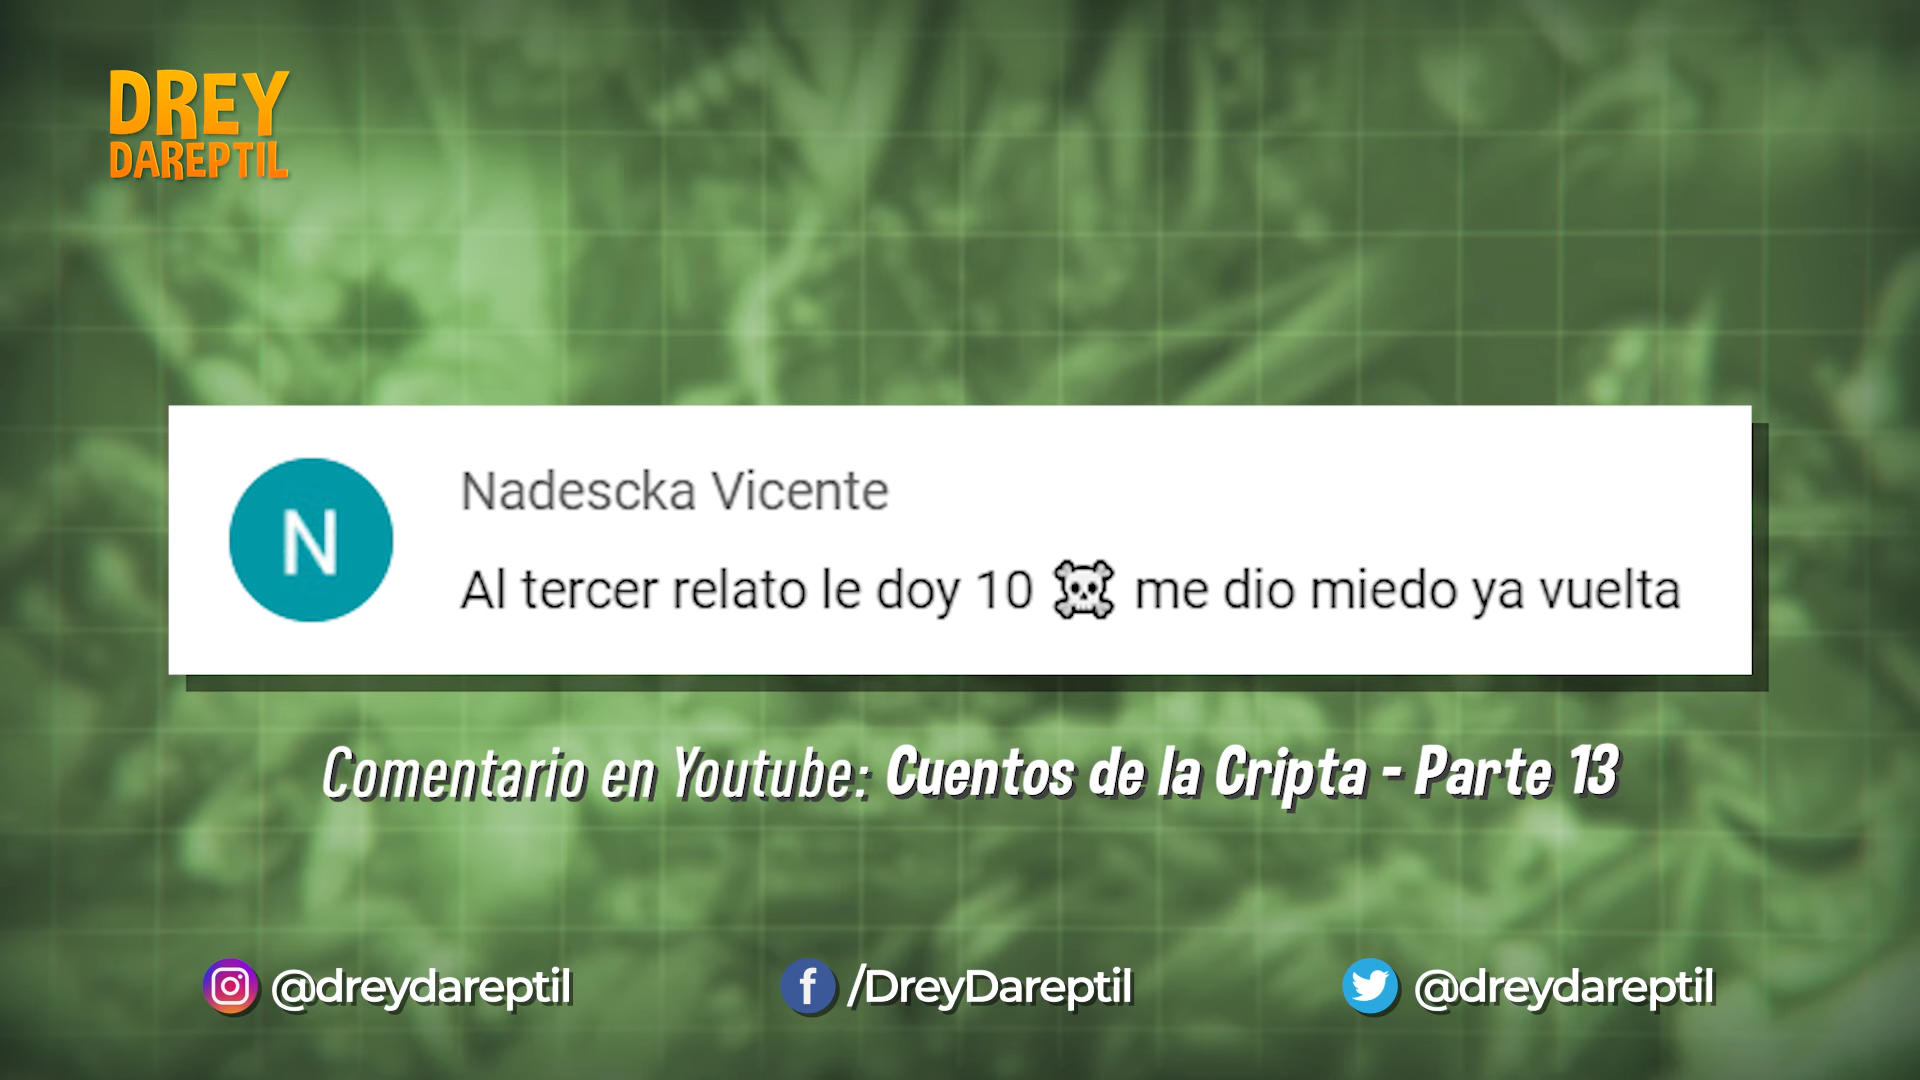 DREY
DAREPTIL
N
Nadescka Vicente
Al tercer relato le doy 10 ☠️ me dio miedo ya vuelta
Comentario en Youtube: Cuentos de la Cripta - Parte 13
@dreydareptil
/DreyDareptil
@dreydareptil